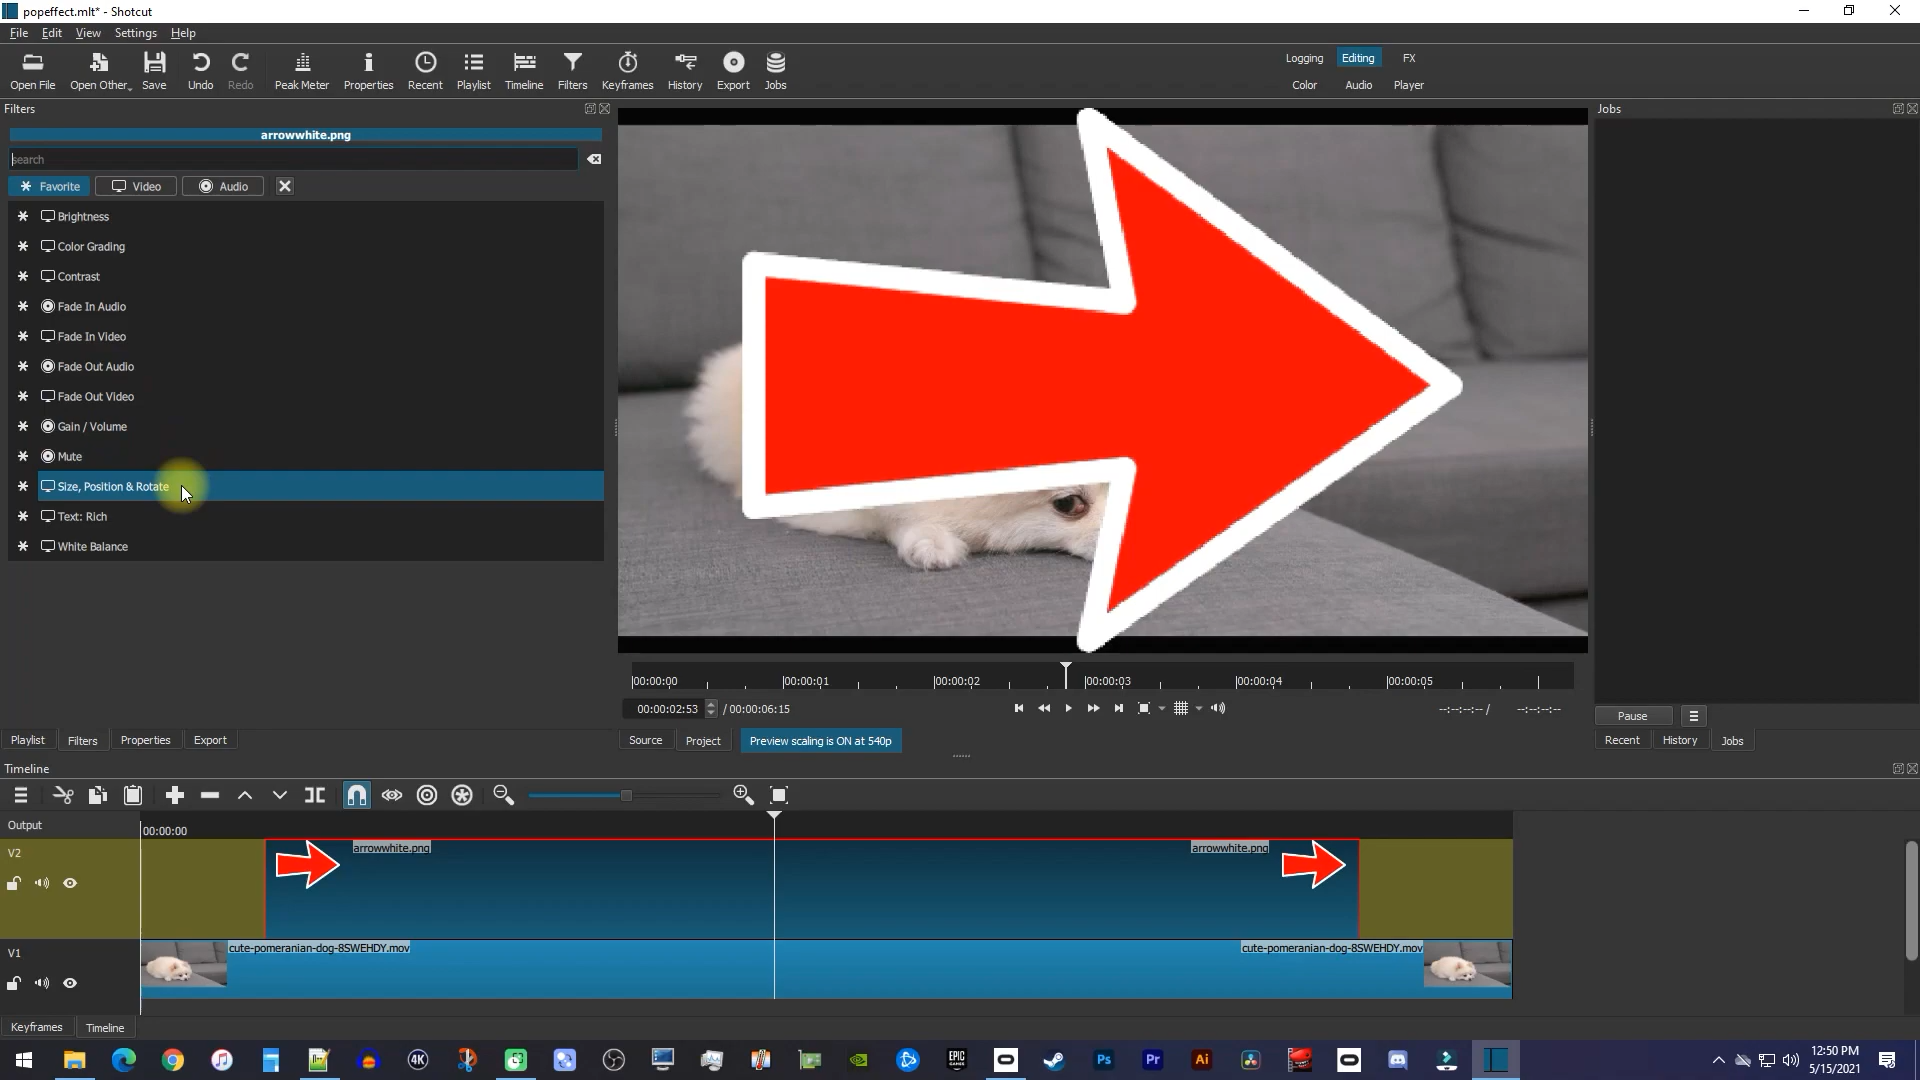 popeffect.mlt* - Shotcut
File Edit View Settings Help
Open File Open Other... Save Undo Redo Peak Meter Properties Recent Playlist Timeline Filters Keyframes History Export Jobs
Logging Editing FX
Color Audio Player
Filters
Jobs
arrowwhite.png
search
Favorite Video Audio
Brightness
Color Grading
Contrast
Fade In Audio
Fade In Video
Fade Out Audio
Fade Out Video
Gain / Volume
Mute
Size, Position & Rotate
Text: Rich
White Balance
00:00:00 00:00:01 00:00:02 00:00:03 00:00:04 00:00:05
00:00:02:53 / 00:00:06:15 --:--:--:-- / --:--:--:--
Pause
Playlist Filters Properties Export
Source Project Preview scaling is ON at 540p
Recent History Jobs
Timeline
Output
00:00:00
V2
arrowwhite.png arrowwhite.png
V1
cute-pomeranian-dog-8SWEHDY.mov cute-pomeranian-dog-8SWEHDY.mov
Keyframes Timeline
4K EPIC GAMES Ps Pr Ai
12:50 PM
5/15/2021